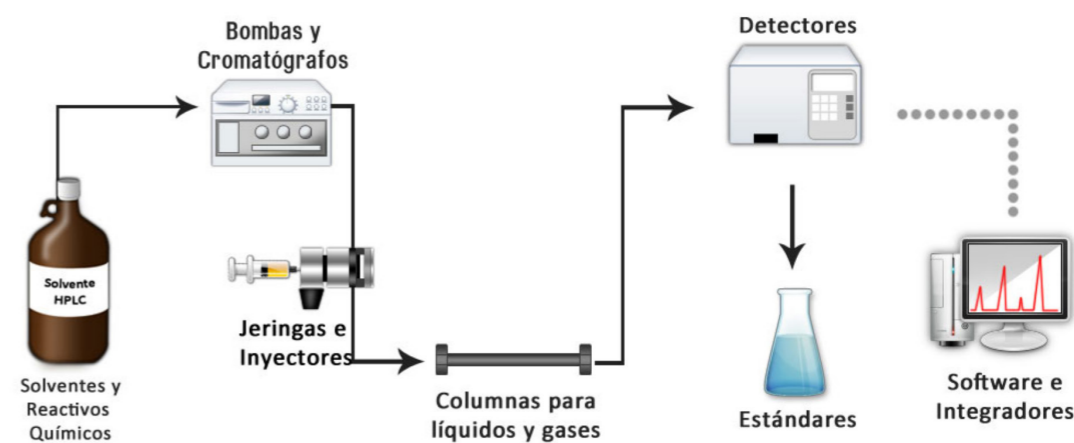 Bombas y
Cromatógrafos
Detectores
Solvente
HPLC
Jeringas e
Inyectores
Solventes y
Reactivos
Químicos
Columnas para
líquidos y gases
Estándares
Software e
Integradores